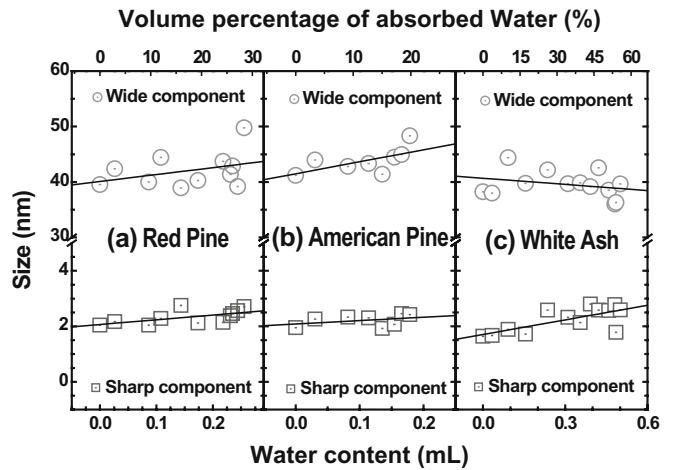 Volume percentage of absorbed Water (%)
0 10 20 30 0 10 20 0 15 30 45 60
60
Wide component Wide component Wide component
50
40
30
(a) Red Pine (b) American Pine (c) White Ash
Size (nm)
4
2
0
Sharp component Sharp component Sharp component
0.0 0.1 0.2 0.0 0.1 0.2 0.0 0.2 0.4 0.6
Water content (mL)